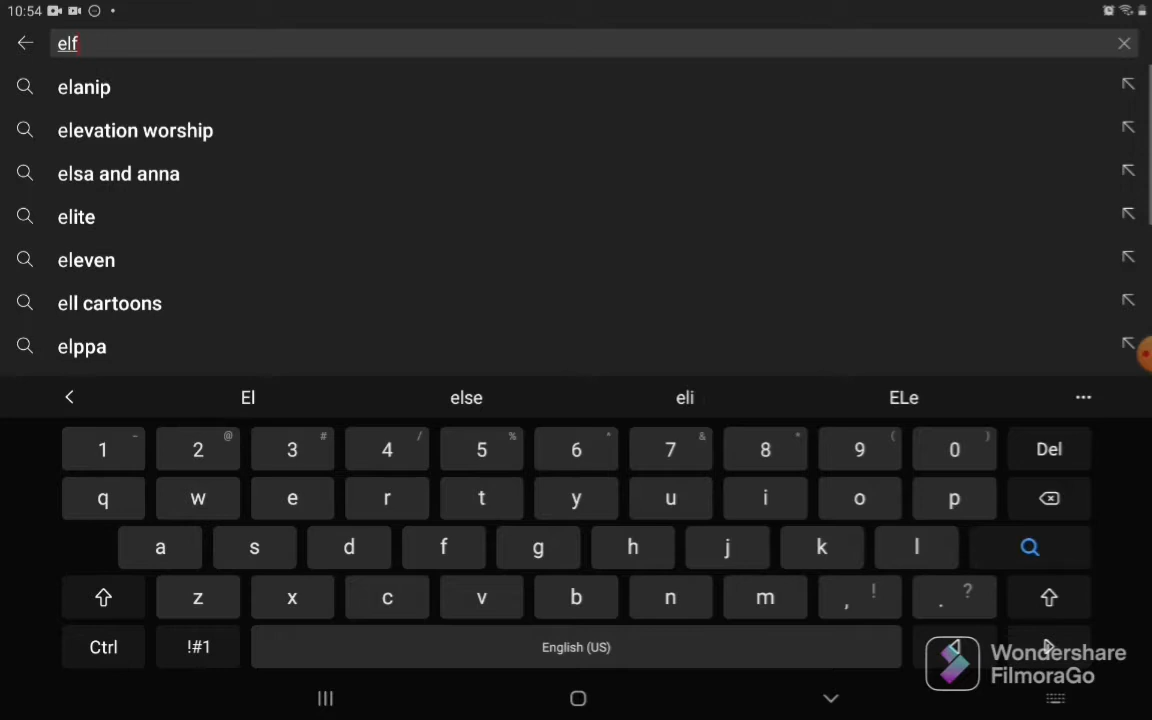 10:54
elf
elanip
elevation worship
elsa and anna
elite
eleven
ell cartoons
elppa
El else eli ELe
1 - 2 @ 3 # 4 / 5 % 6 ^ 7 & 8 * 9 ( 0 ) Del
q w e r t y u i o p
a s d f g h j k l
z x c v b n m , ! . ?
Ctrl !#1 English (US)
Wondershare
FilmoraGo